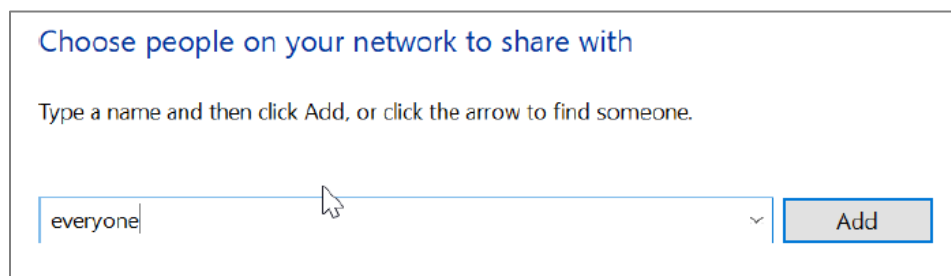 Choose people on your network to share with
Type a name and then click Add, or click the arrow to find someone.
everyone
Add